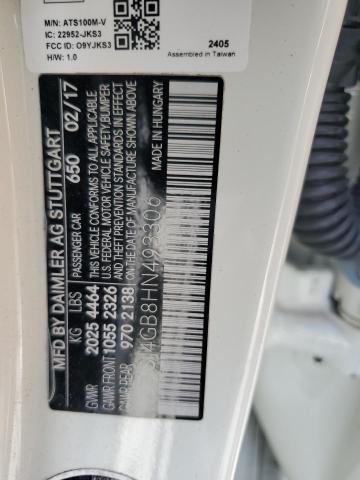 M/N: ATS100M-V
IC: 22952-JKS3
FCC ID: O9YJKS3
H/W: 1.0
2405
Assembled in Taiwan
MFD BY DAIMLER AG STUTTGART
PASSENGER CAR 650 02/17
KG LBS
GVWR 2025 4464
GAWR FRONT 1055 2326
GAWR REAR 970 2138
THIS VEHICLE CONFORMS TO ALL APPLICABLE
U.S. FEDERAL MOTOR VEHICLE SAFETY, BUMPER
AND THEFT PREVENTION STANDARDS IN EFFECT
ON THE DATE OF MANUFACTURE SHOWN ABOVE
MADE IN HUNGARY